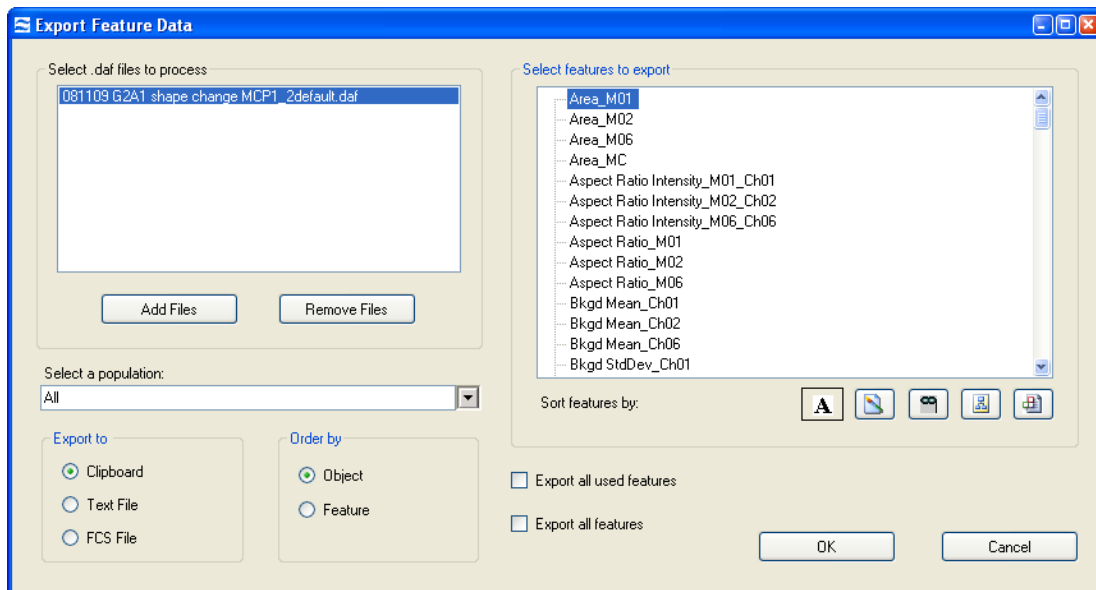 Export Feature Data
Select .daf files to process
081109 G2A1 shape change MCP1_2default.daf
Add Files
Remove Files
Select a population:
All
Export to
Clipboard
Text File
FCS File
Order by
Object
Feature
Select features to export
Area_M01
Area_M02
Area_M06
Area_MC
Aspect Ratio Intensity_M01_Ch01
Aspect Ratio Intensity_M02_Ch02
Aspect Ratio Intensity_M06_Ch06
Aspect Ratio_M01
Aspect Ratio_M02
Aspect Ratio_M06
Bkgd Mean_Ch01
Bkgd Mean_Ch02
Bkgd Mean_Ch06
Bkgd StdDev_Ch01
Sort features by:
A
Export all used features
Export all features
OK
Cancel